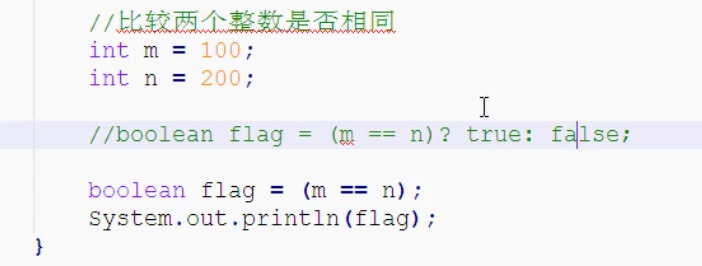 //比较两个整数是否相同
int m = 100;
int n = 200;
//boolean flag = (m == n)? true: false;
boolean flag = (m == n);
System.out.println(flag);
}